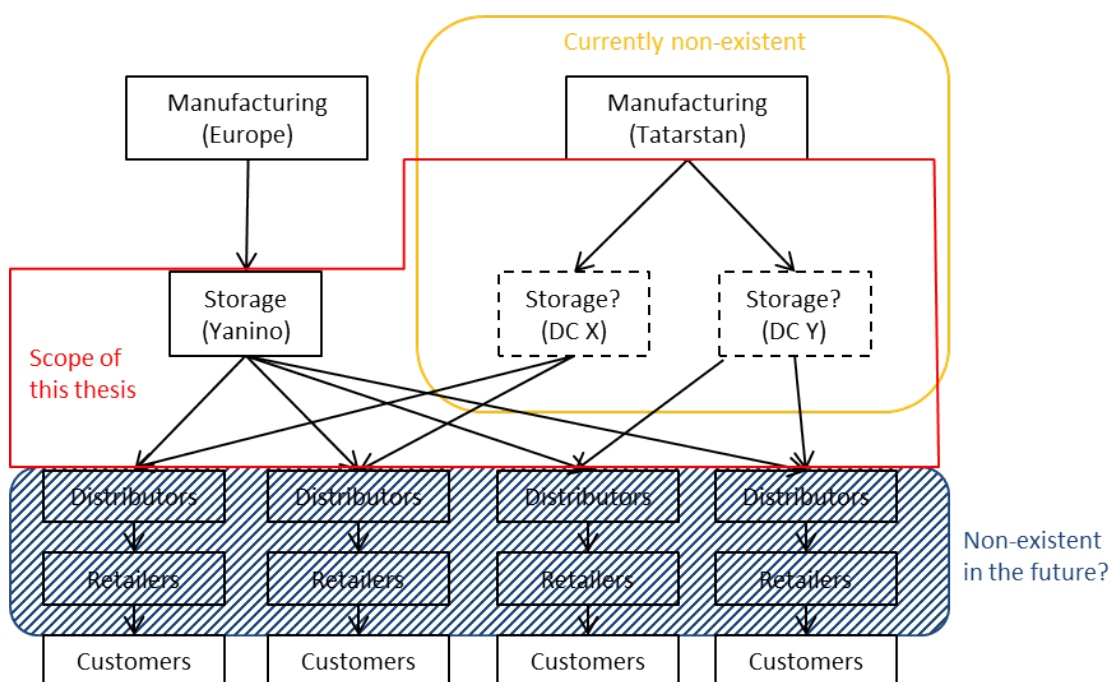 Currently non-existent
Manufacturing
(Europe)
Manufacturing
(Tatarstan)
Storage
(Yanino)
Storage?
(DC X)
Storage?
(DC Y)
Scope of
this thesis
Distributors
Distributors
Distributors
Distributors
Retailers
Retailers
Retailers
Retailers
Non-existent
in the future?
Customers
Customers
Customers
Customers